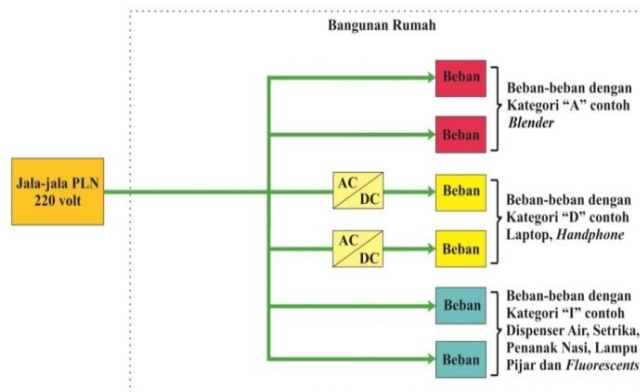 Bangunan Rumah
Beban
Beban
Beban-beban dengan
Kategori “A” contoh
Blender
Jala-jala PLN
220 volt
AC
DC
Beban
AC
DC
Beban
Beban-beban dengan
Kategori “D” contoh
Laptop, Handphone
Beban
Beban
Beban-beban dengan
Kategori “I” contoh
Dispenser Air, Setrika,
Penanak Nasi, Lampu
Pijar dan Fluorescents